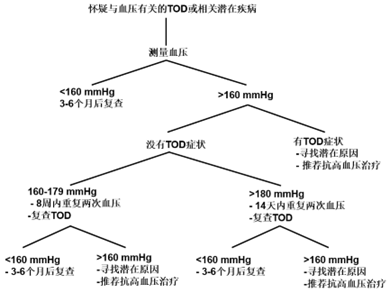 怀疑与血压有关的TOD或相关潜在疾病
测量血压
<160 mmHg
3-6个月后复查
>160 mmHg
没有TOD症状
有TOD症状
-寻找潜在原因
- 推荐抗高血压治疗
160-179 mmHg
- 8周内重复两次血压
-复查TOD
>180 mmHg
- 14天内重复两次血压
-复查TOD
<160 mmHg
- 3-6个月后复查
>160 mmHg
-寻找潜在原因
-推荐抗高血压治疗
<160 mmHg
- 3-6个月后复查
>160 mmHg
-寻找潜在原因
-推荐抗高血压治疗